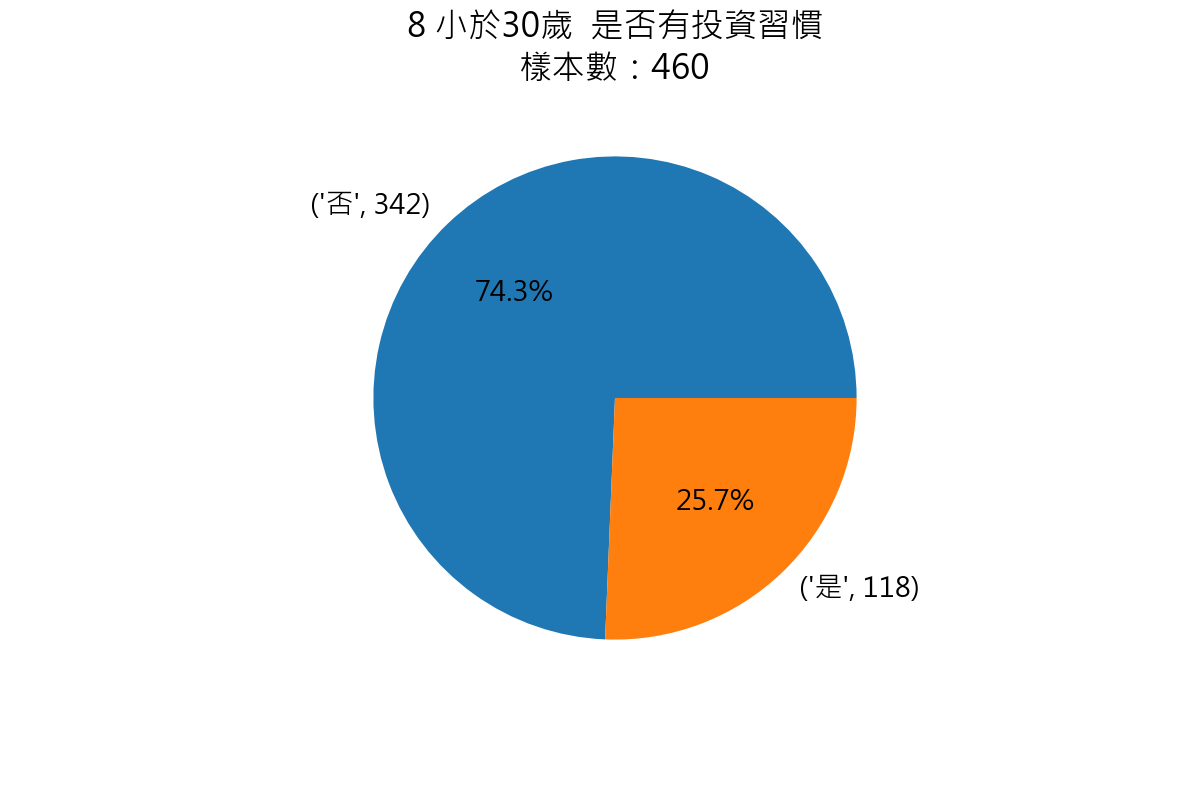 8 小於30歲  是否有投資習慣
樣本數：460
('否', 342)
74.3%
25.7%
('是', 118)